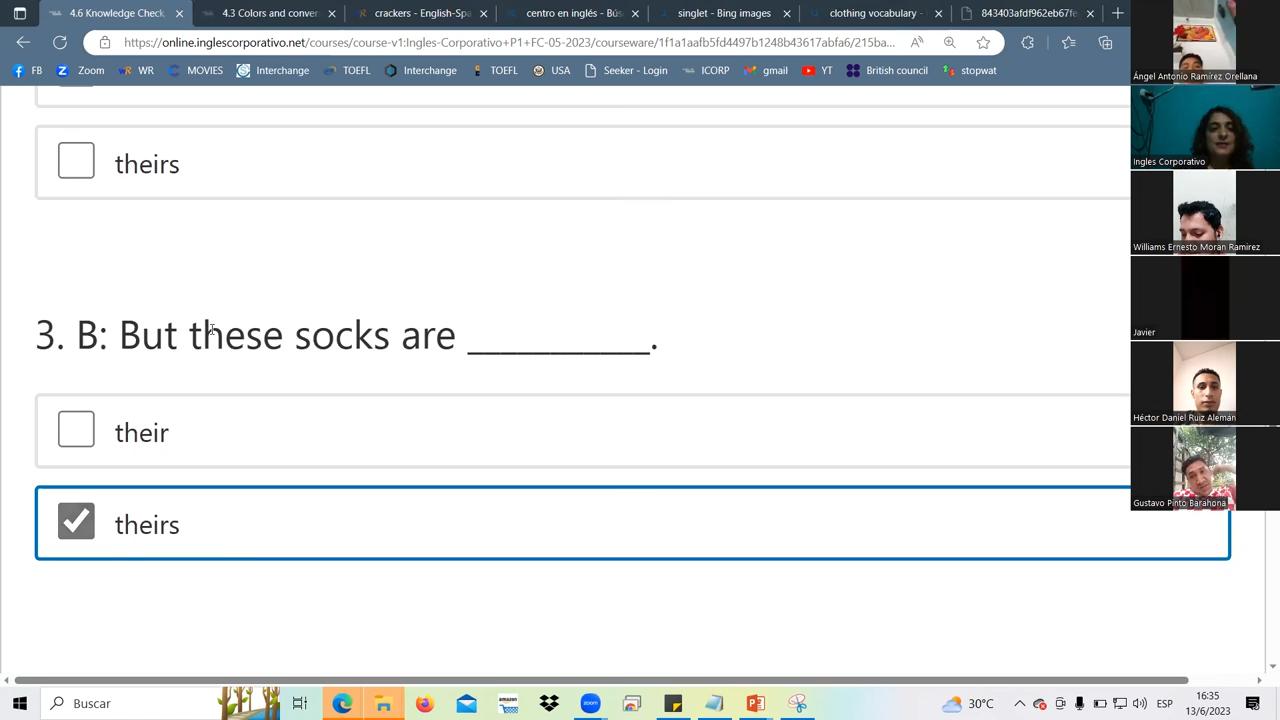 4.6 Knowledge Check
4.3 Colors and conver
crackers - English-Spa
centro en inglés - Bús
singlet - Bing images
clothing vocabulary -
843403afdf962eb67fe
https://online.inglescorporativo.net/courses/course-v1:Ingles-Corporativo+P1+FC-05-2023/courseware/1f1a1aafb5fd4497b1248b43617abfa6/215ba...
FB
Zoom
WR
MOVIES
Interchange
TOEFL
Interchange
TOEFL
USA
Seeker - Login
ICORP
gmail
YT
British council
stopwat
theirs
3. B: But these socks are ___________.
their
theirs
Ángel Antonio Ramírez Orellana
Ingles Corporativo
Williams Ernesto Moran Ramirez
Javier
Héctor Daniel Ruiz Alemán
Gustavo Pinto Barahona
Buscar
30°C
ESP
16:35
13/6/2023